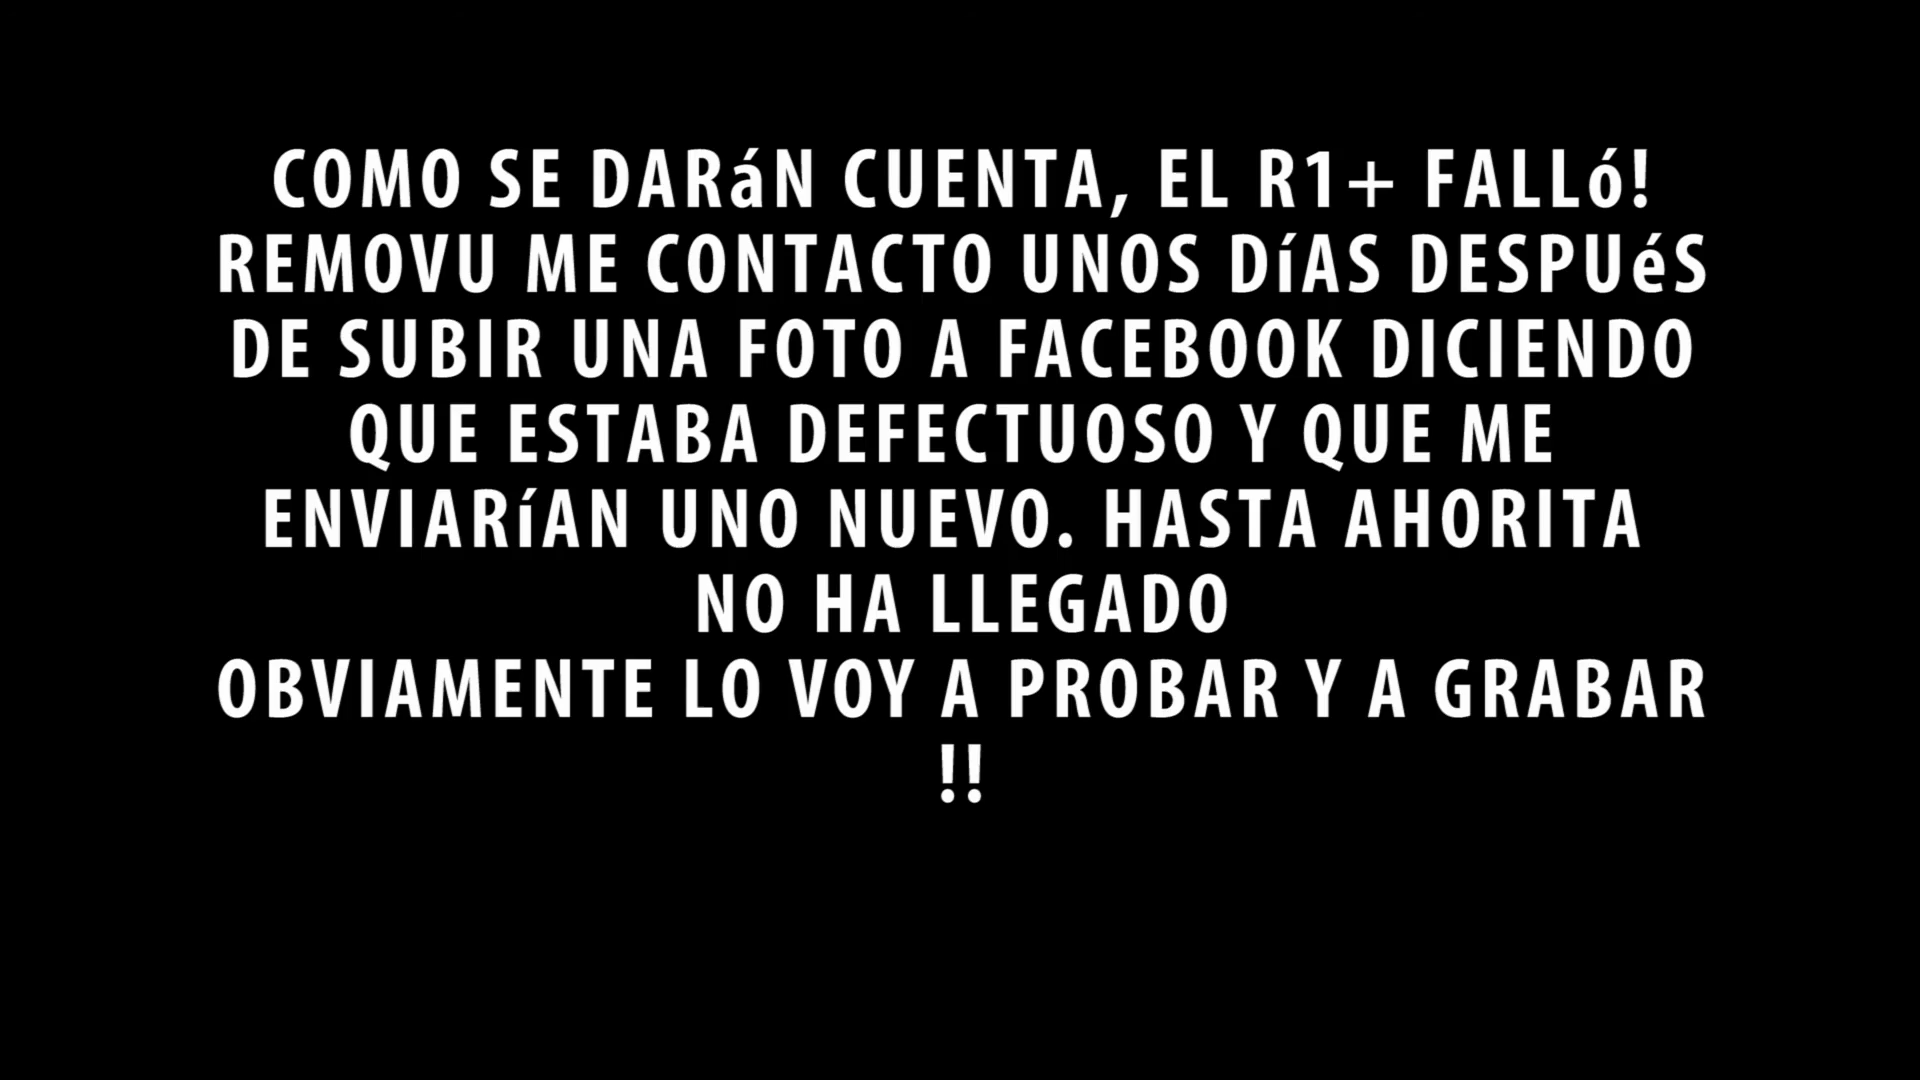 COMO SE DARáN CUENTA, EL R1+ FALLó!
REMOVU ME CONTACTO UNOS DíAS DESPUéS
DE SUBIR UNA FOTO A FACEBOOK DICIENDO
QUE ESTABA DEFECTUOSO Y QUE ME
ENVIARíAN UNO NUEVO. HASTA AHORITA
NO HA LLEGADO
OBVIAMENTE LO VOY A PROBAR Y A GRABAR
!!